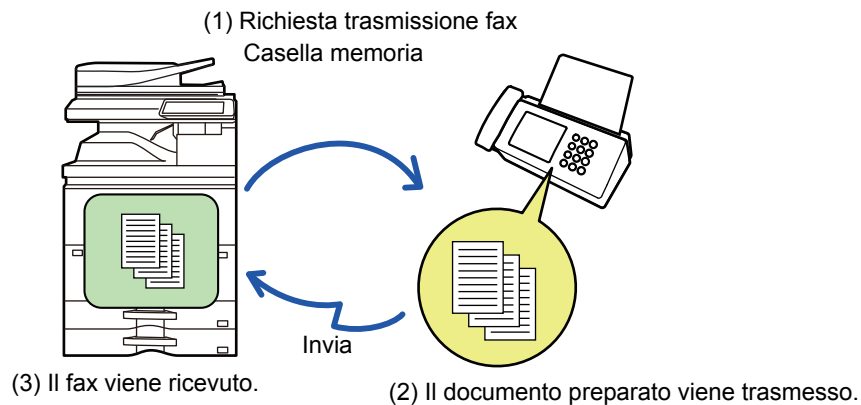 (1) Richiesta trasmissione fax
Casella memoria
Invia
(3) Il fax viene ricevuto.
(2) Il documento preparato viene trasmesso.